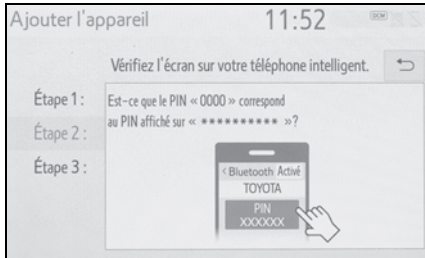 Ajouter l'appareil 11:52 DCM
Vérifiez l'écran sur votre téléphone intelligent.
Étape 1 : Est-ce que le PIN « 0000 » correspond
au PIN affiché sur « ********** »?
Étape 2 :
Étape 3 :
< Bluetooth Activé
TOYOTA
PIN
XXXXXX